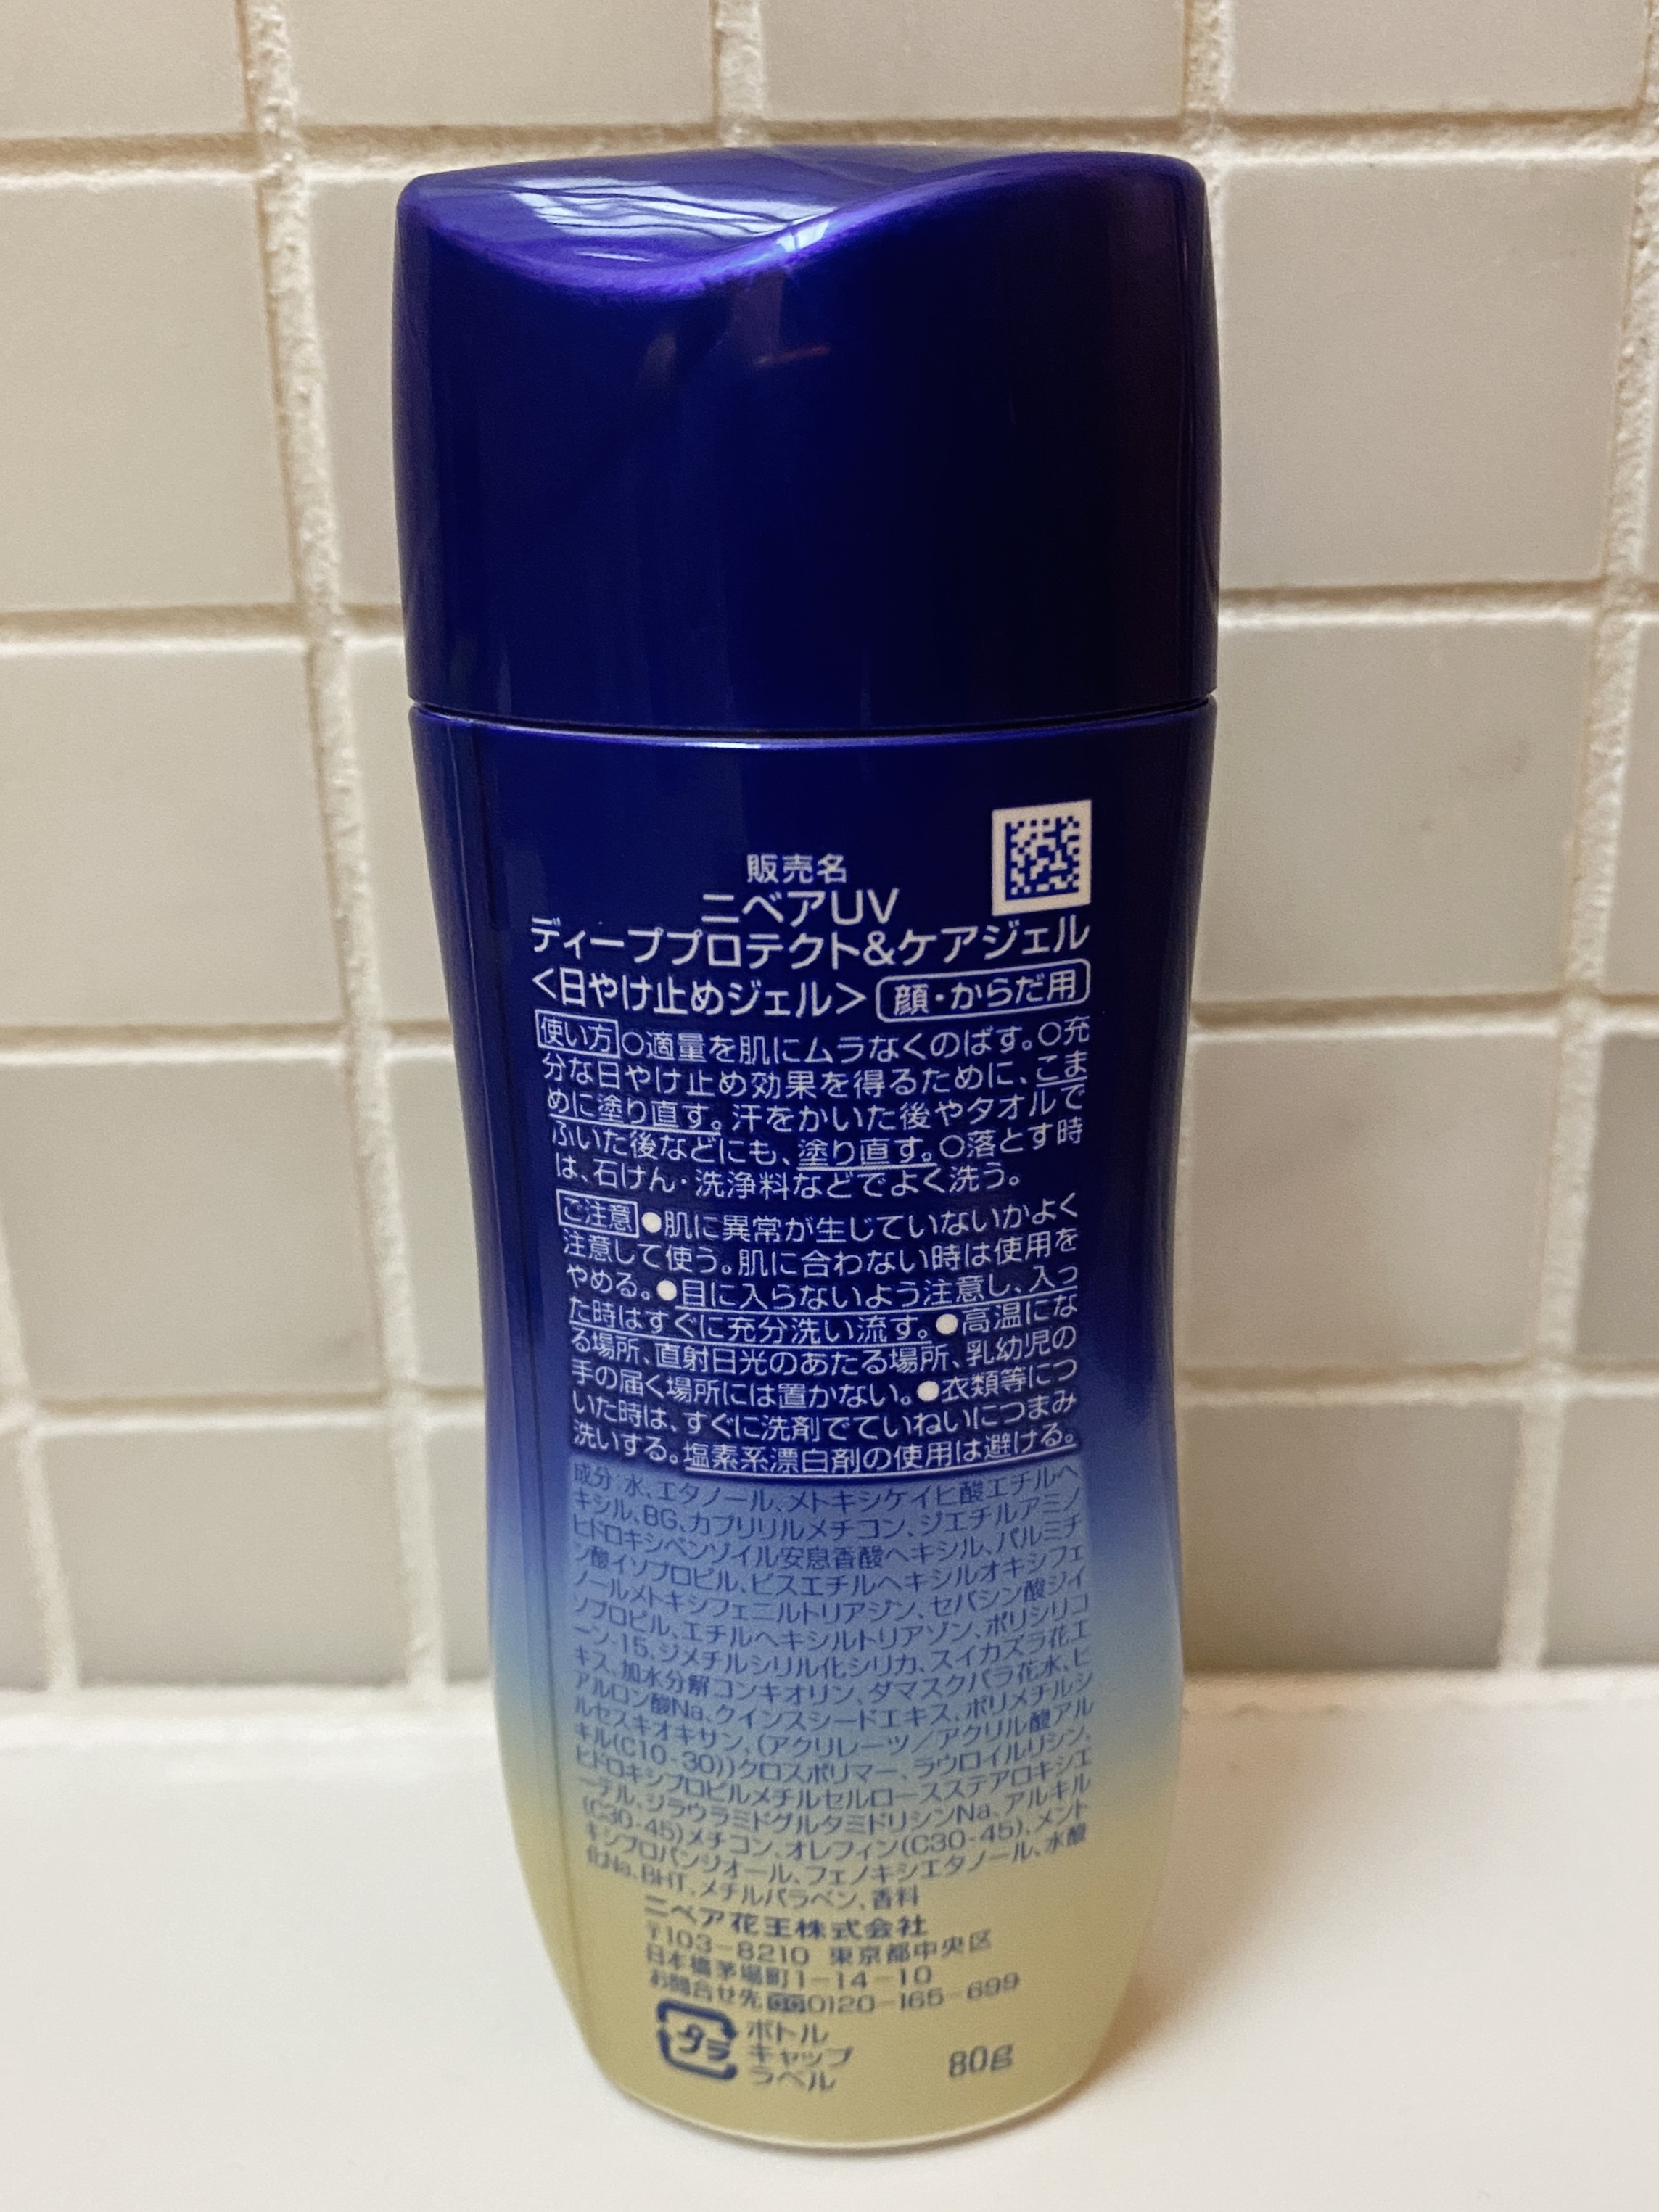 販売名
ニベアUV
ディーププロテクト&ケアジェル
<日やけ止めジェル> 顔・からだ用
使い方 ○適量を肌にムラなくのばす。○充
分な日やけ止め効果を得るために、こま
めに塗り直す。汗をかいた後やタオルで
ふいた後などにも、塗り直す。○落とす時
は、石けん・洗浄料などでよく洗う。
ご注意 ●肌に異常が生じていないかよく
注意して使う。肌に合わない時は使用を
やめる。●目に入らないよう注意し、入っ
た時はすぐに充分洗い流す。●高温にな
る場所、直射日光のあたる場所、乳幼児の
手の届く場所には置かない。●衣類等につ
いた時は、すぐに洗剤でていねいにつまみ
洗いする。塩素系漂白剤の使用は避ける。
成分:水、エタノール、メトキシケイヒ酸エチルヘ
キシル、BG、カプリリルメチコン、ジエチルアミノ
ヒドロキシベンゾイル安息香酸ヘキシル、パルミチ
ン酸イソプロピル、ビスエチルヘキシルオキシフェ
ノールメトキシフェニルトリアジン、セバシン酸ジイ
ソプロピル、エチルヘキシルトリアゾン、ポリシリコ
ーン-15、ジメチルシリル化シリカ、スイカズラ花エ
キス、加水分解コンキオリン、ダマスクバラ花水、ヒ
アルロン酸Na、クインスシードエキス、ポリメチルシ
ルセスキオキサン、(アクリレーツ/アクリル酸アル
キル(C10-30))クロスポリマー、ラウロイルリシン、
ヒドロキシプロピルメチルセルロースステアロキシエ
ーテル、ジラウラミドグルタミドリシンNa、アルキル
(C30-45)メチコン、オレフィン(C30-45)、メント
キシプロパンジオール、フェノキシエタノール、水酸
化Na、BHT、メチルパラベン、香料
ニベア花王株式会社
〒103-8210 東京都中央区
日本橋茅場町1-14-10
お問合せ先 0120-165-699
プラ ボトル
キャップ
ラベル
80g